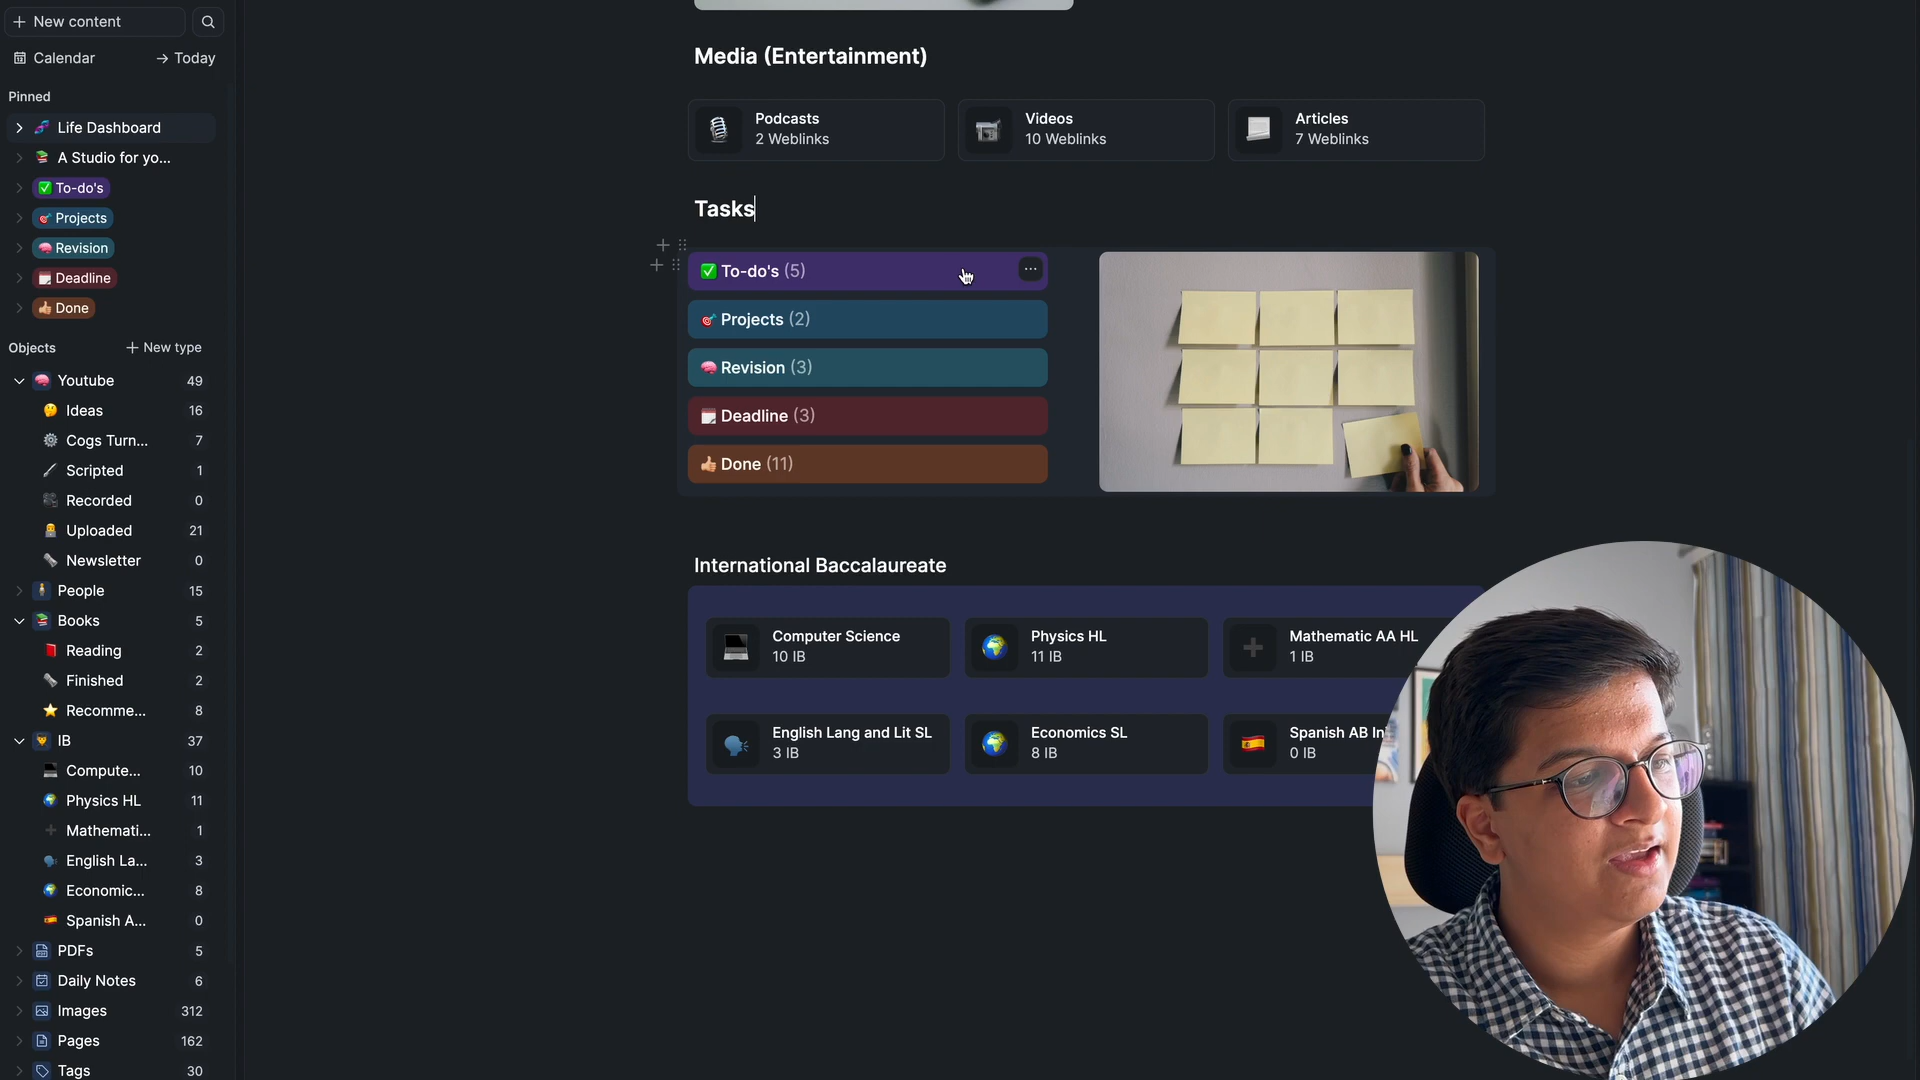 New content
Calendar
Today
Pinned
Life Dashboard
A Studio for yo...
To-do's
Projects
Revision
Deadline
Done
Objects
New type
Youtube 49
Ideas 16
Cogs Turn... 7
Scripted 1
Recorded 0
Uploaded 21
Newsletter 0
People 15
Books 5
Reading 2
Finished 2
Recomme... 8
IB 37
Compute... 10
Physics HL 11
Mathemati... 1
English La... 3
Economic... 8
Spanish A... 0
PDFs 5
Daily Notes 6
Images 312
Pages 162
Tags 30
Media (Entertainment)
Podcasts
2 Weblinks
Videos
10 Weblinks
Articles
7 Weblinks
Tasks
To-do's (5)
Projects (2)
Revision (3)
Deadline (3)
Done (11)
International Baccalaureate
Computer Science
10 IB
Physics HL
11 IB
Mathematic AA HL
1 IB
English Lang and Lit SL
3 IB
Economics SL
8 IB
Spanish AB In
0 IB